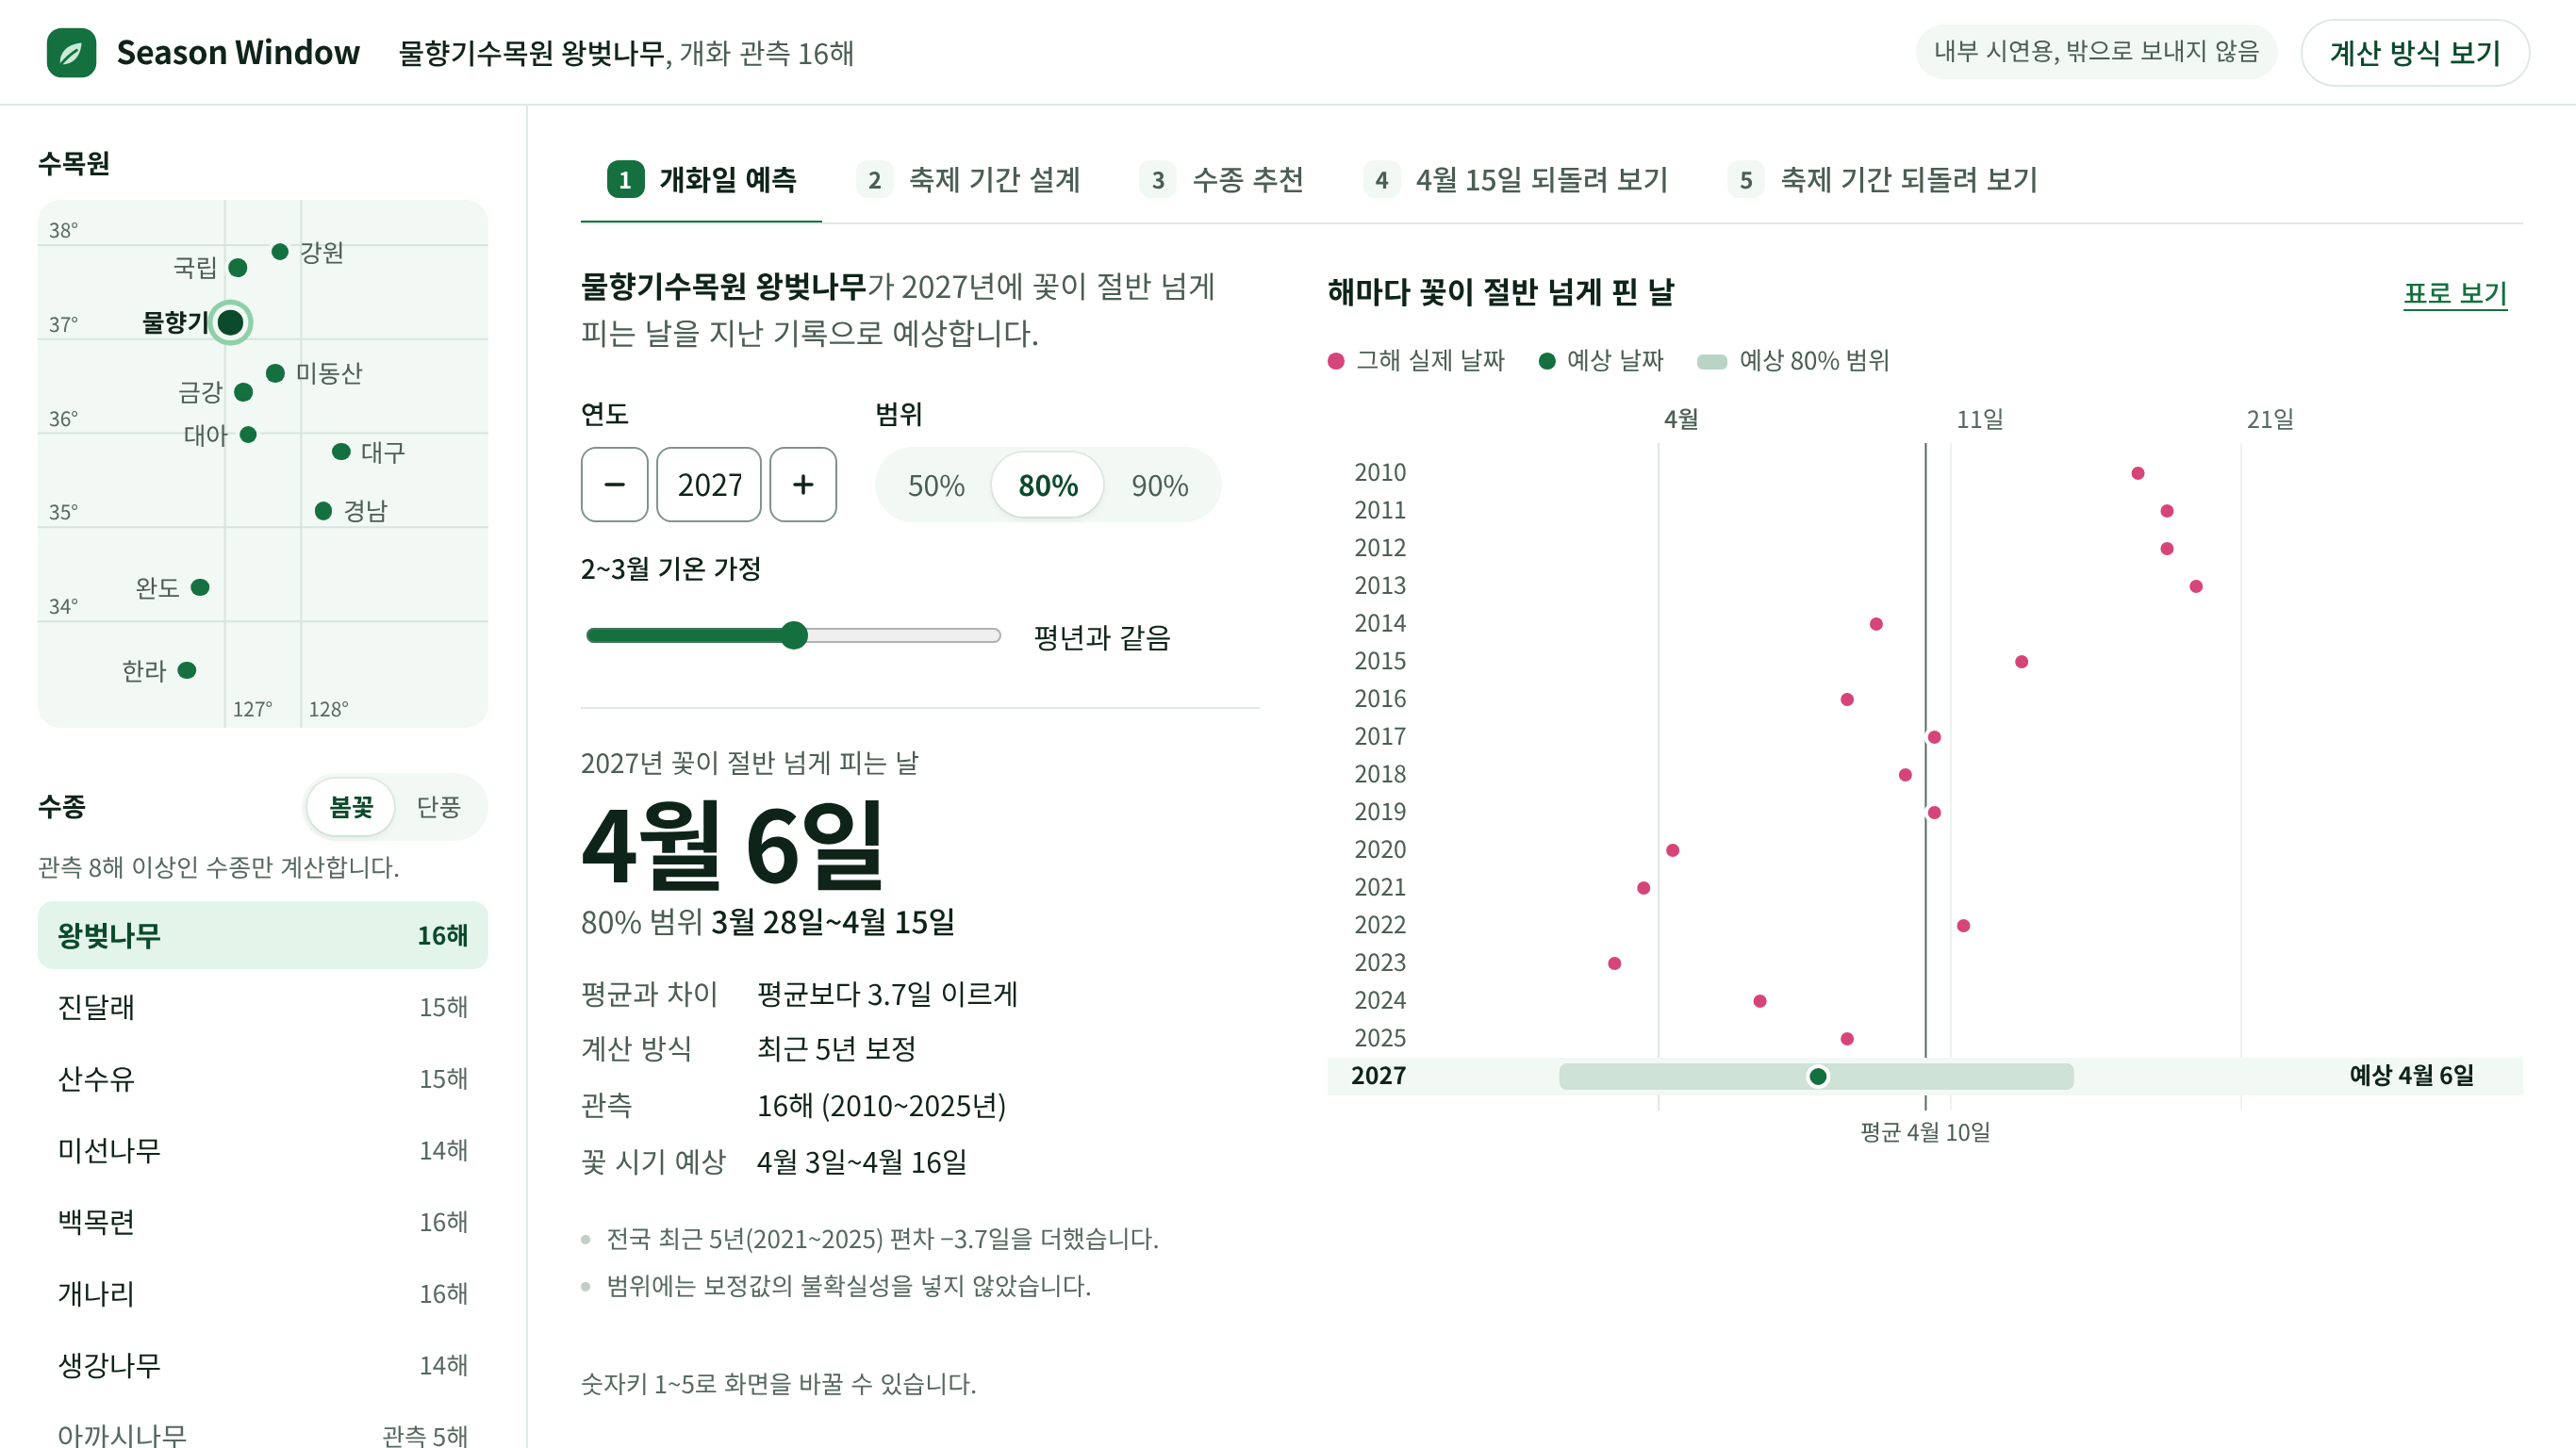 Season Window
물향기수목원 왕벚나무, 개화 관측 16해
내부 시연용, 밖으로 보내지 않음
계산 방식 보기
수목원
38°
37°
36°
35°
34°
127°
128°
강원
국립
물향기
미동산
금강
대아
대구
경남
완도
한라
수종
봄꽃
단풍
관측 8해 이상인 수종만 계산합니다.
왕벚나무 16해
진달래 15해
산수유 15해
미선나무 14해
백목련 16해
개나리 16해
생강나무 14해
아까시나무 관측 5해
1 개화일 예측
2 축제 기간 설계
3 수종 추천
4 4월 15일 되돌려 보기
5 축제 기간 되돌려 보기
물향기수목원 왕벚나무가 2027년에 꽃이 절반 넘게
피는 날을 지난 기록으로 예상합니다.
연도
− 2027 +
범위
50% 80% 90%
2~3월 기온 가정
평년과 같음
2027년 꽃이 절반 넘게 피는 날
4월 6일
80% 범위 3월 28일~4월 15일
평균과 차이 평균보다 3.7일 이르게
계산 방식 최근 5년 보정
관측 16해 (2010~2025년)
꽃 시기 예상 4월 3일~4월 16일
전국 최근 5년(2021~2025) 편차 −3.7일을 더했습니다.
범위에는 보정값의 불확실성을 넣지 않았습니다.
숫자키 1~5로 화면을 바꿀 수 있습니다.
해마다 꽃이 절반 넘게 핀 날
표로 보기
그해 실제 날짜
예상 날짜
예상 80% 범위
4월
11일
21일
2010
2011
2012
2013
2014
2015
2016
2017
2018
2019
2020
2021
2022
2023
2024
2025
2027 예상 4월 6일
평균 4월 10일